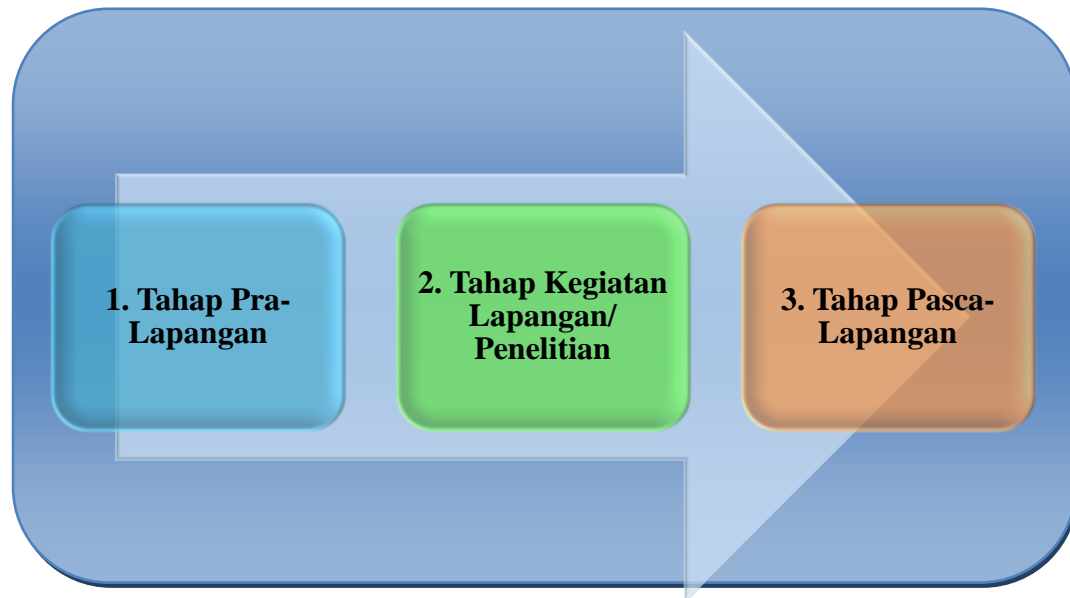 1. Tahap Pra-
Lapangan
2. Tahap Kegiatan
Lapangan/
Penelitian
3. Tahap Pasca-
Lapangan